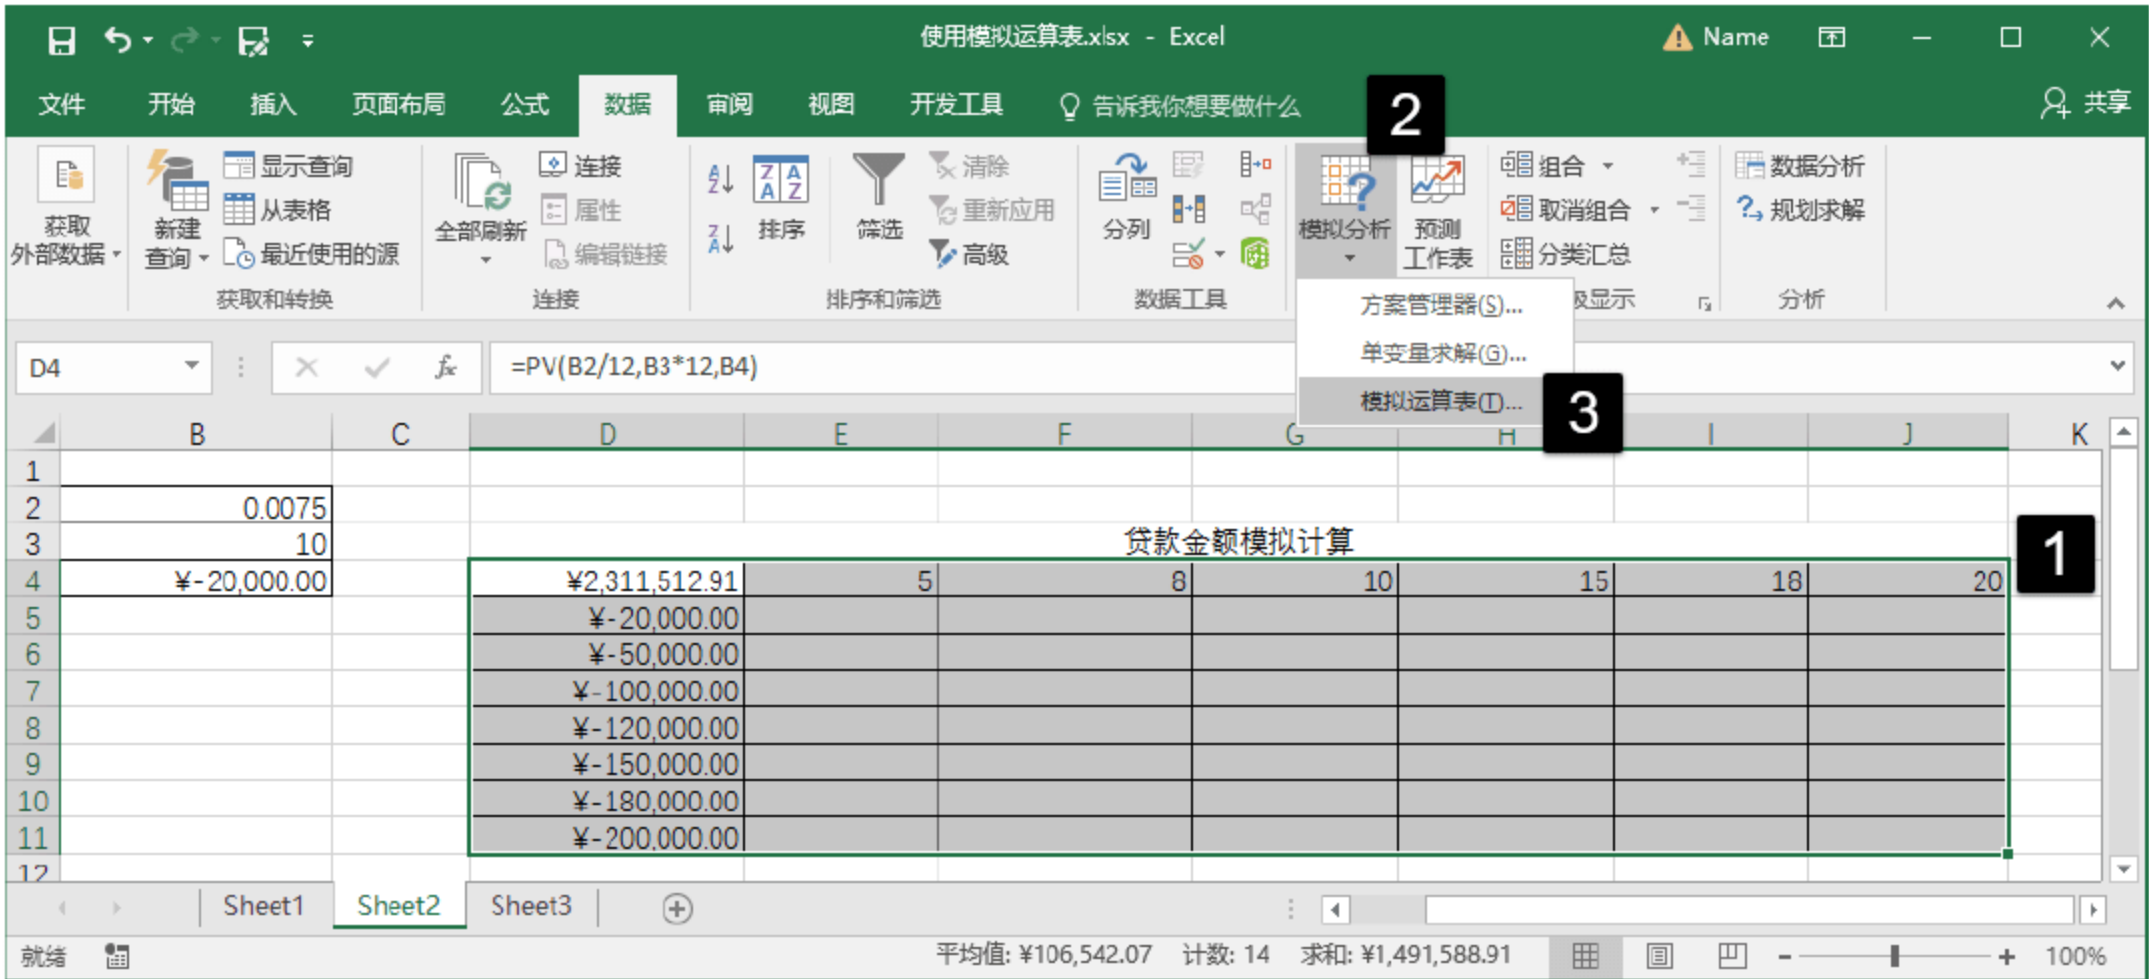 使用模拟运算表.xlsx - Excel
Name
文件 开始 插入 页面布局 公式 数据 审阅 视图 开发工具 告诉我你想要做什么 2 共享
获取
外部数据
新建
查询
显示查询
从表格
最近使用的源
获取和转换
全部刷新
连接
属性
编辑链接
连接
排序
筛选
清除
重新应用
高级
排序和筛选
分列
数据工具
模拟分析
预测
工作表
组合
取消组合
分类汇总
级显示
数据分析
规划求解
分析
方案管理器(S)...
单变量求解(G)...
模拟运算表(T)...
3
D4 fx =PV(B2/12,B3*12,B4)
B C D E F G H I J K
1
2 0.0075
3 10 贷款金额模拟计算 1
4 ¥-20,000.00 ¥2,311,512.91 5 8 10 15 18 20
5 ¥-20,000.00
6 ¥-50,000.00
7 ¥-100,000.00
8 ¥-120,000.00
9 ¥-150,000.00
10 ¥-180,000.00
11 ¥-200,000.00
12
Sheet1 Sheet2 Sheet3
就绪 平均值: ¥106,542.07 计数: 14 求和: ¥1,491,588.91 100%